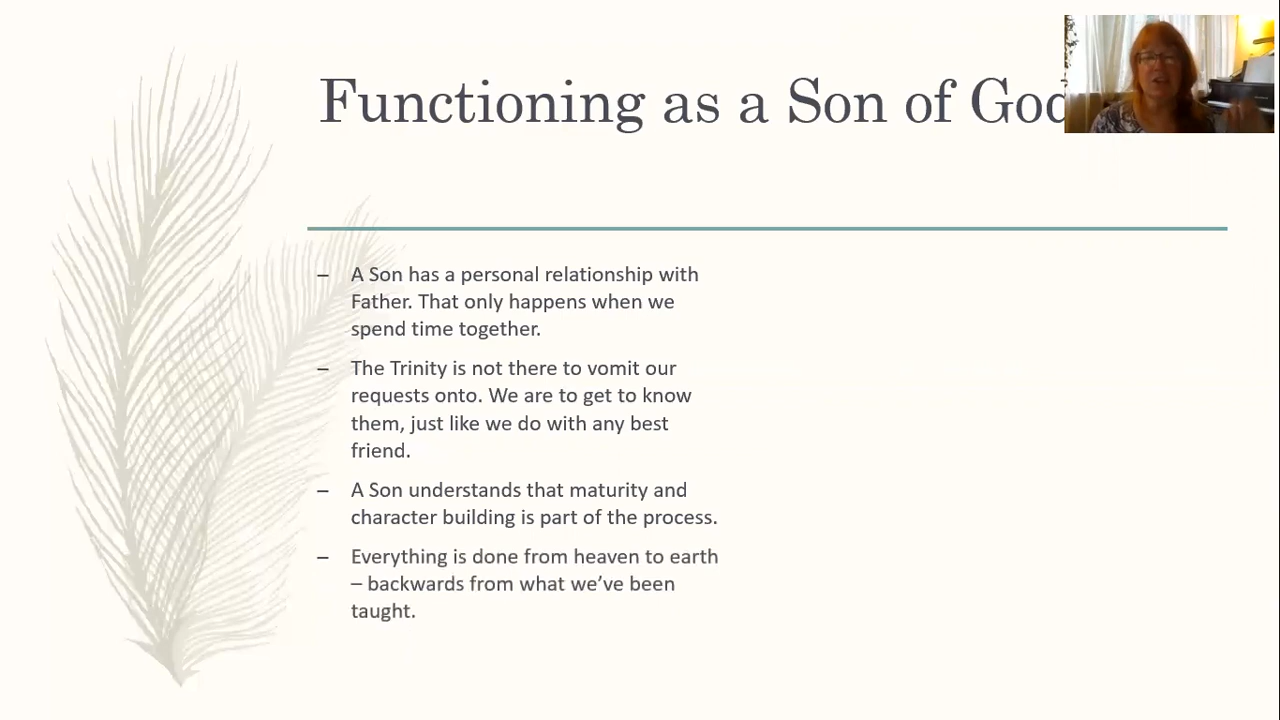 Functioning as a Son of God
– A Son has a personal relationship with
Father. That only happens when we
spend time together.
– The Trinity is not there to vomit our
requests onto. We are to get to know
them, just like we do with any best
friend.
– A Son understands that maturity and
character building is part of the process.
– Everything is done from heaven to earth
– backwards from what we’ve been
taught.